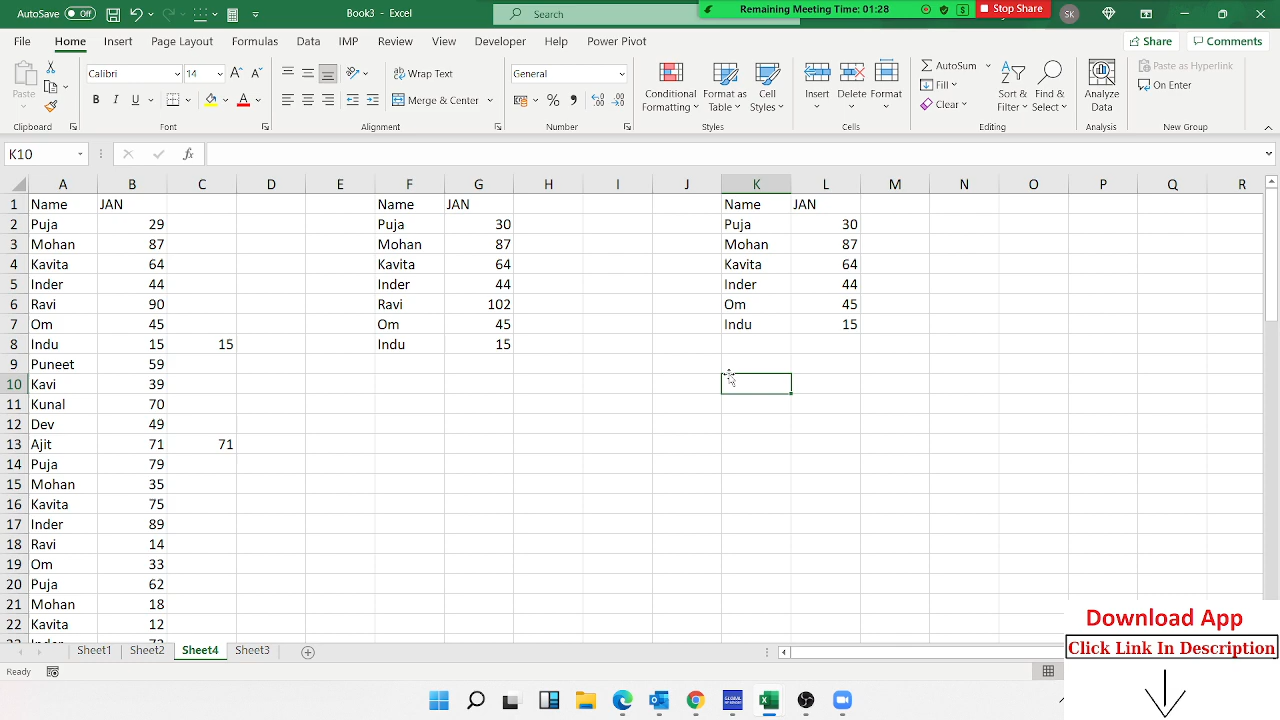 AutoSave Off
Book1 - Excel
Search
Remaining Meeting Time: 01:28
Stop Share
SK
File Home Insert Page Layout Formulas Data IMP Review View Developer Help Power Pivot
Share Comments
Paste
Calibri 14
Wrap Text
General
Merge & Center
Conditional Formatting
Format as Table
Cell Styles
Insert Delete Format
AutoSum
Fill
Clear
Sort & Filter
Find & Select
Analyze Data
Paste as Hyperlink
On Enter
Clipboard Font Alignment Number Styles Cells Editing Analysis New Group
K10
A B C D E F G H I J K L M N O P Q R
1 Name JAN Name JAN Name JAN
2 Puja 29 Puja 30 Puja 30
3 Mohan 87 Mohan 87 Mohan 87
4 Kavita 64 Kavita 64 Kavita 64
5 Inder 44 Inder 44 Inder 44
6 Ravi 90 Ravi 102 Om 45
7 Om 45 Om 45 Indu 15
8 Indu 15 15 Indu 15
9 Puneet 59
10 Kavi 39
11 Kunal 70
12 Dev 49
13 Ajit 71 71
14 Puja 79
15 Mohan 35
16 Kavita 75
17 Inder 89
18 Ravi 14
19 Om 33
20 Puja 62
21 Mohan 18
22 Kavita 12
Sheet1 Sheet2 Sheet4 Sheet3
Ready
Download App
Click Link In Description